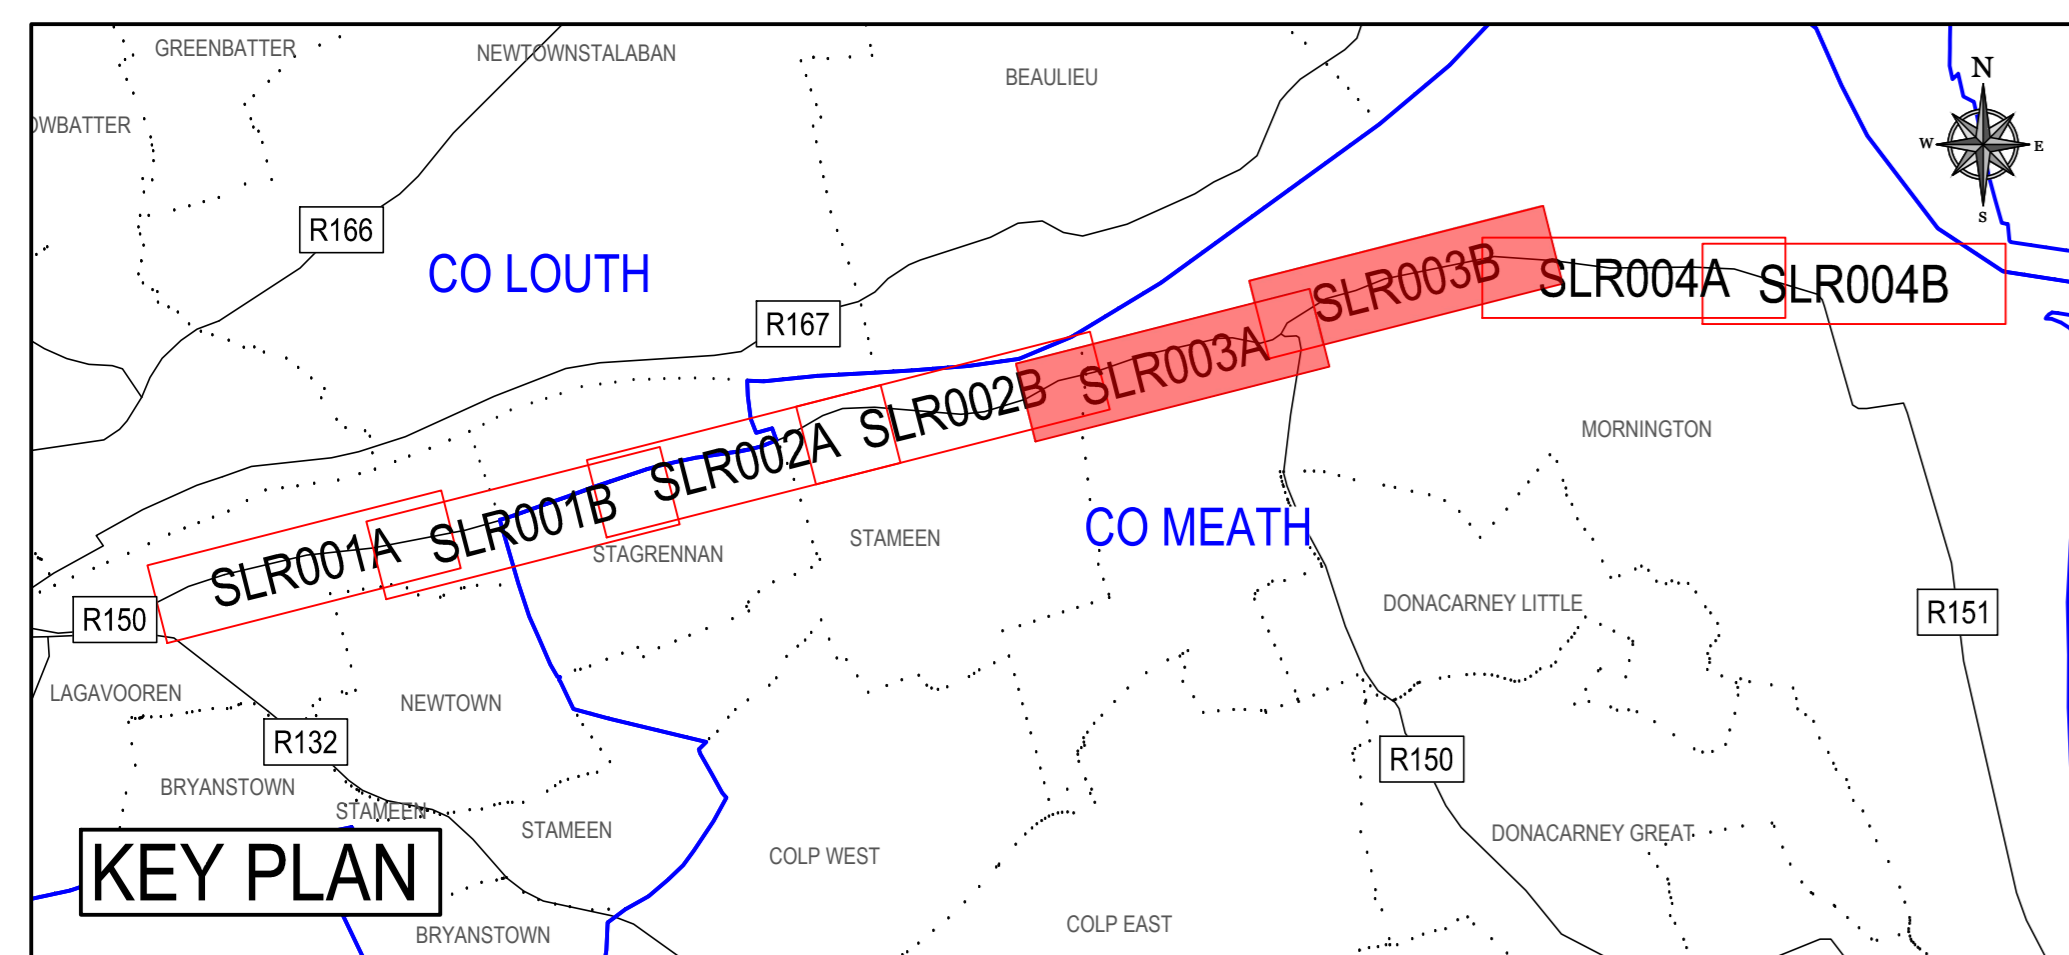 GREENBATTER
NEWTOWNSTALABAN
BEAULIEU
N
OWBATTER
W
E
S
R166
CO LOUTH
R167
SLR003B
SLR004A
SLR004B
SLR003A
SLR002B
SLR002A
SLR001B
SLR001A
MORNINGTON
CO MEATH
STAMEEN
STAGRENNAN
DONACARNEY LITTLE
R150
R151
LAGAVOOREN
NEWTOWN
R132
R150
BRYANSTOWN
STAMEEN
STAMEEN
DONACARNEY GREAT
COLP WEST
KEY PLAN
COLP EAST
BRYANSTOWN